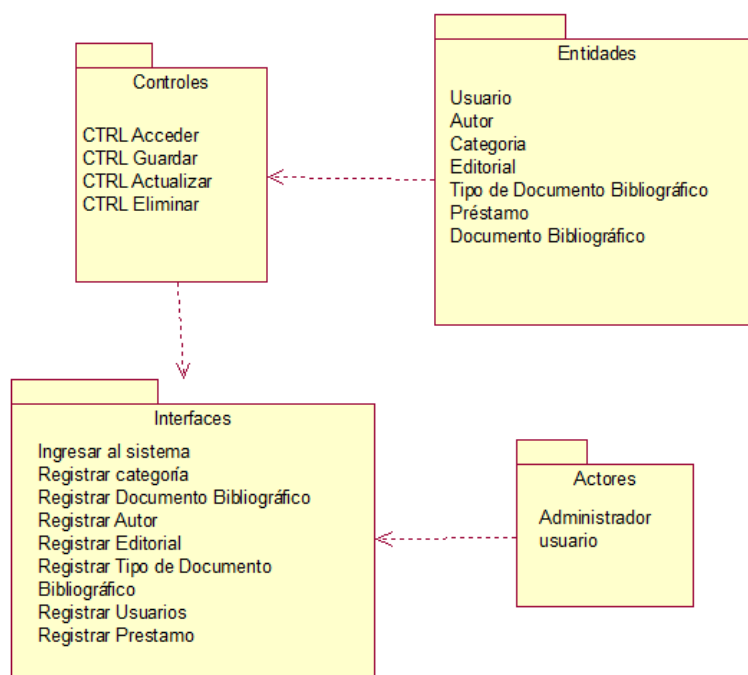 Controles
CTRL Acceder
CTRL Guardar
CTRL Actualizar
CTRL Eliminar
Entidades
Usuario
Autor
Categoria
Editorial
Tipo de Documento Bibliográfico
Préstamo
Documento Bibliográfico
Interfaces
Ingresar al sistema
Registrar categoría
Registrar Documento Bibliográfico
Registrar Autor
Registrar Editorial
Registrar Tipo de Documento
Bibliográfico
Registrar Usuarios
Registrar Prestamo
Actores
Administrador
usuario